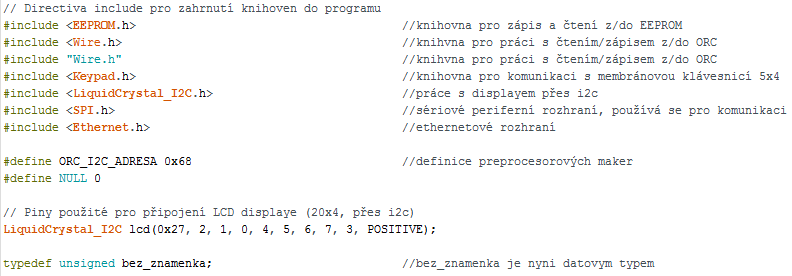 // Directiva include pro zahrnutí knihoven do programu
#include <EEPROM.h> //knihovna pro zápis a čtení z/do EEPROM
#include <Wire.h> //knihvna pro práci s čtením/zápisem z/do ORC
#include "Wire.h" //knihvna pro práci s čtením/zápisem z/do ORC
#include <Keypad.h> //knihovna pro komunikaci s membránovou klávesnicí 5x4
#include <LiquidCrystal_I2C.h> //práce s displayem přes i2c
#include <SPI.h> //sériové periferní rozhraní, používá se pro komunikaci
#include <Ethernet.h> //ethernetové rozhraní
#define ORC_I2C_ADRESA 0x68 //definice preprocesorových maker
#define NULL 0
// Piny použité pro připojení LCD displaye (20x4, přes i2c)
LiquidCrystal_I2C lcd(0x27, 2, 1, 0, 4, 5, 6, 7, 3, POSITIVE);
typedef unsigned bez_znamenka; //bez_znamenka je nyni datovym typem